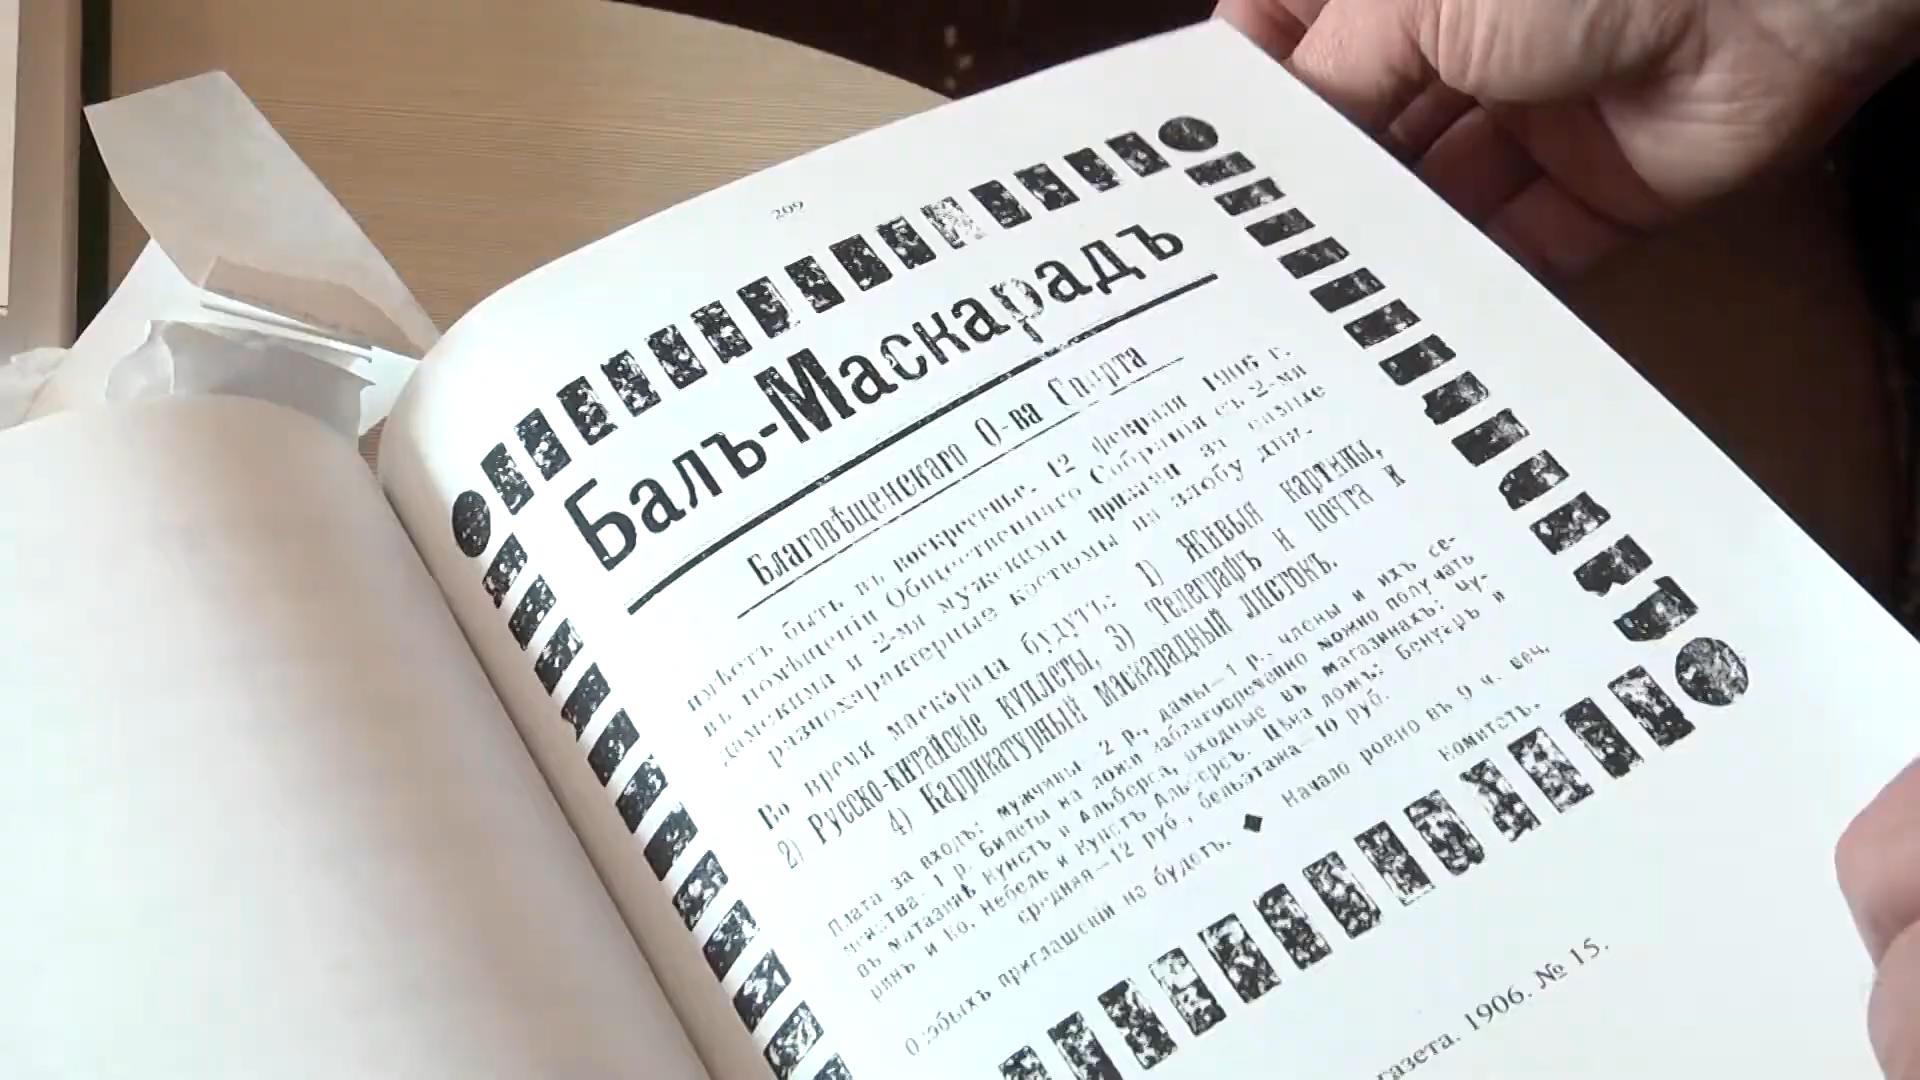 209
Балъ-Маскарадъ
Благовѣщенскаго О-ва Спорта
имѣетъ быть въ воскресенье, 12 февраля 1906 г.
въ помѣщеніи Общественнаго Собранія съ 2-мя
дамскими и 2-мя мужскими призами за самые
разнохарактерные костюмы на злобу дня.
Во время маскарада будутъ: 1) Живыя картины,
2) Русско-китайскіе куплеты, 3) Телеграфъ и почта и
4) Каррикатурный маскарадный листокъ.
Плата за входъ: мужчины—2 р., дамы—1 р., члены и ихъ се-
мейства—1 р. Билеты на ложи заблаговременно можно получать
въ магазинѣ Кунстъ и Альберса, входные въ магазинахъ: Чу-
ринъ и Ко, Небель и Кунстъ Альберсъ. Цѣна ложъ: бенуаръ и
средняя—12 руб., бельэтажа—10 руб.
Особыхъ приглашеній не будетъ. Начало ровно въ 9 ч. веч.
Комитетъ.
газета. 1906. № 15.